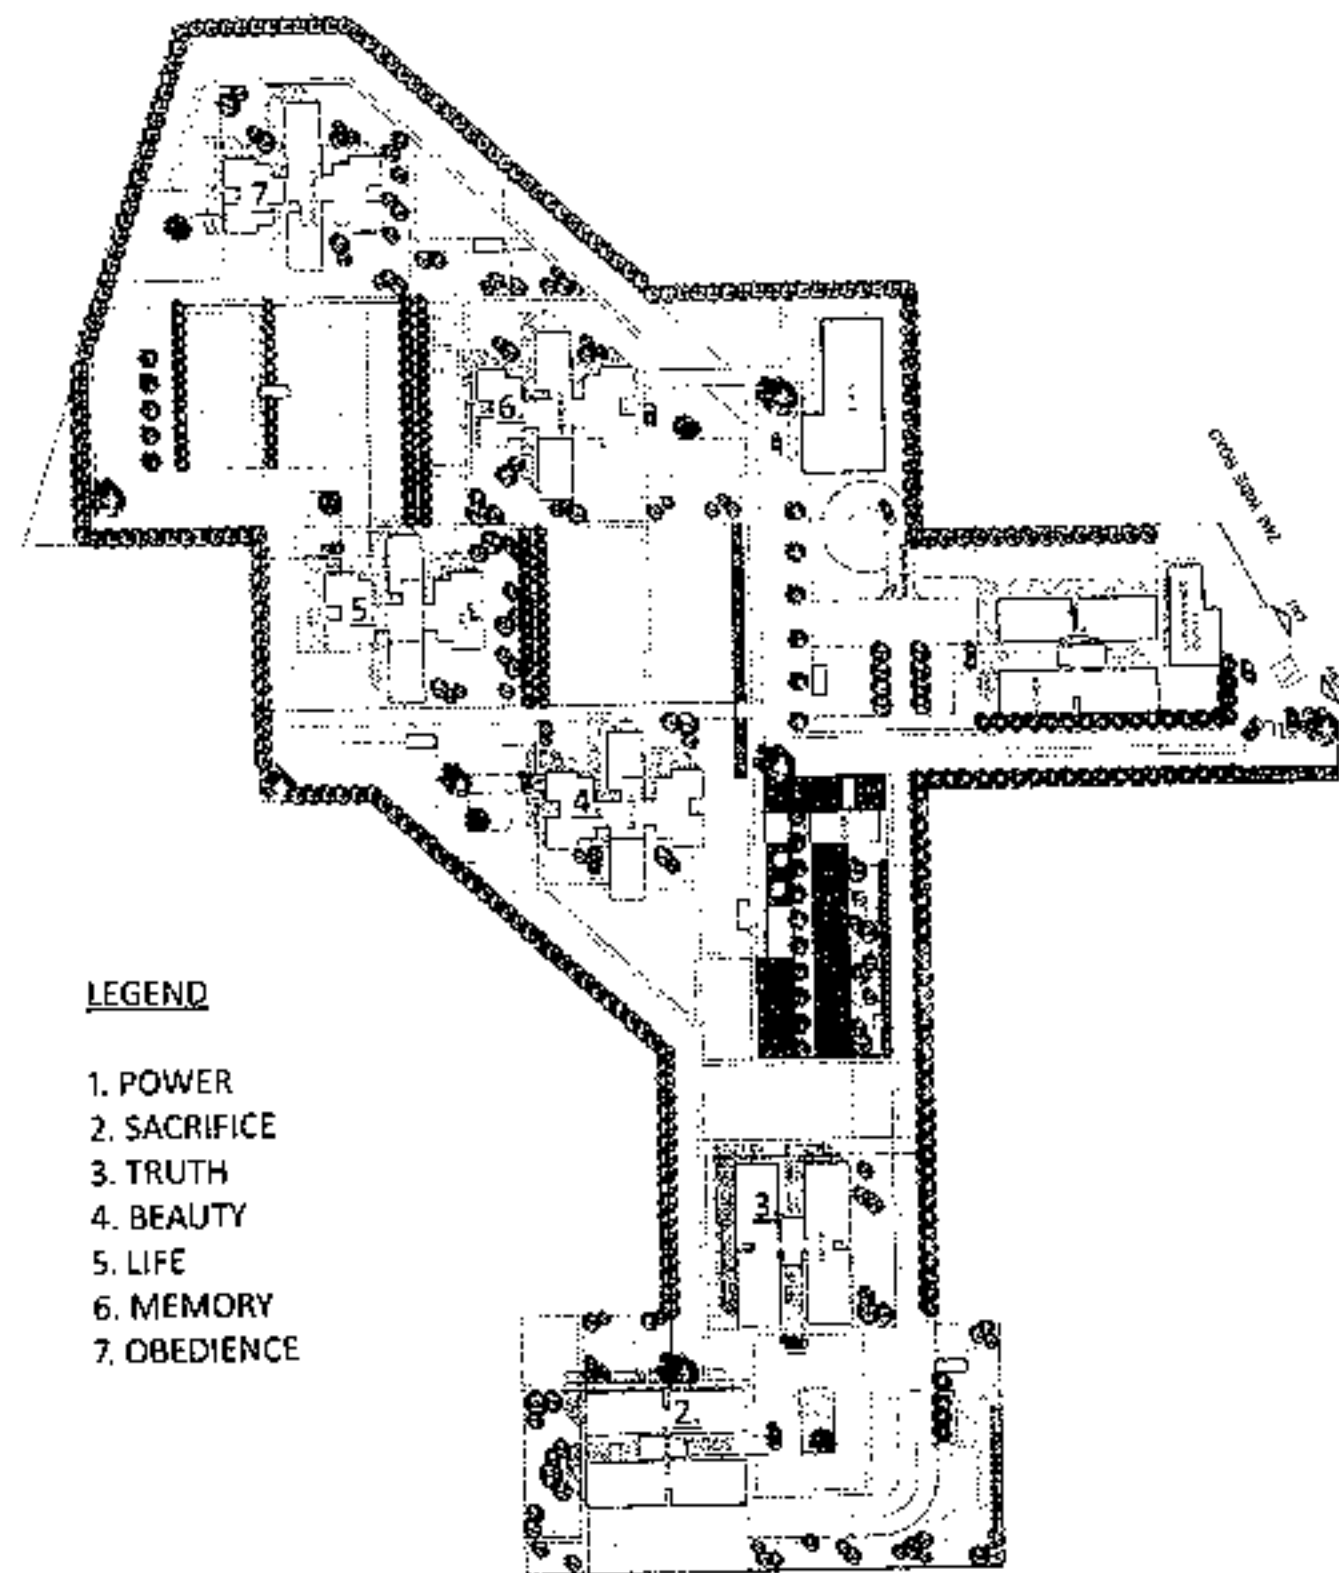 7.
6.
5
4.
LEGEND
1. POWER
2. SACRIFICE
3. TRUTH
4. BEAUTY
5. LIFE
6. MEMORY
7. OBEDIENCE
3
2.